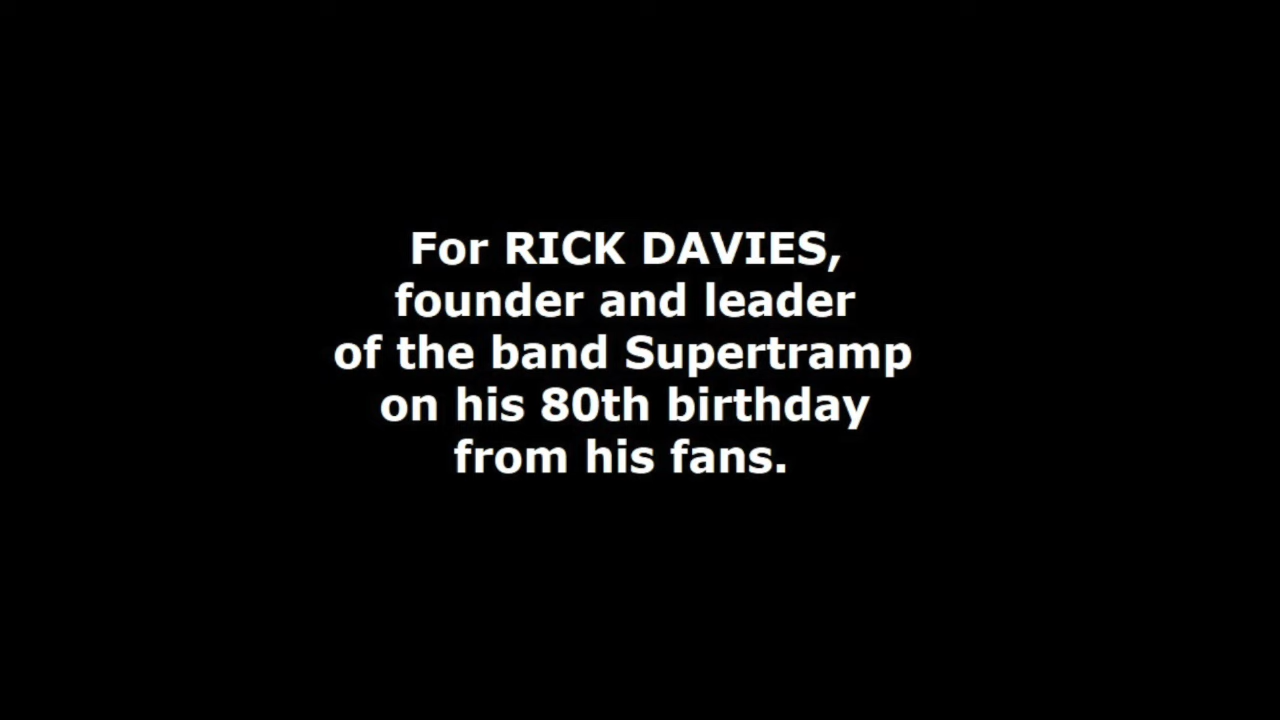 For RICK DAVIES,
founder and leader
of the band Supertramp
on his 80th birthday
from his fans.